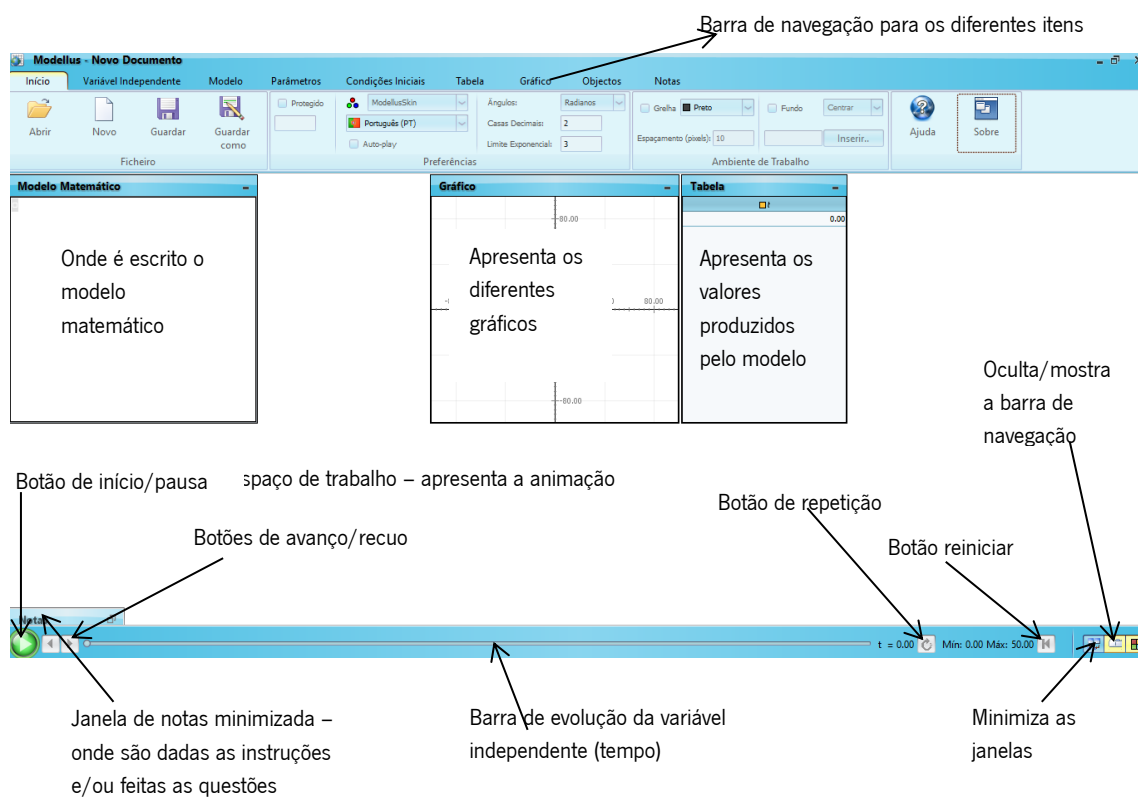 Barra de navegação para os diferentes itens
Modellus - Novo Documento
Início Variável Independente Modelo Parâmetros Condições Iniciais Tabela Gráfico Objectos Notas
Protegido ModellusSkin Ângulos: Radianos Grelha Preto Fundo Centrar
Abrir Novo Guardar Guardar como Português (PT) Casas Decimais: 2 Espaçamento (pixels): 10 Inserir.. Ajuda Sobre
Auto-play Limite Exponencial: 3
Ficheiro Preferências Ambiente de Trabalho
Modelo Matemático Gráfico Tabela
t
80.00 0.00
Onde é escrito o
modelo
matemático
Apresenta os
diferentes
gráficos
80.00
-80.00
Apresenta os
valores
produzidos
pelo modelo
Oculta/mostra
a barra de
navegação
Botão de início/pausa
spaço de trabalho – apresenta a animação
Botão de repetição
Botões de avanço/recuo
Botão reiniciar
Notas
t = 0.00 Mín: 0.00 Máx: 50.00
Janela de notas minimizada –
onde são dadas as instruções
e/ou feitas as questões
Barra de evolução da variável
independente (tempo)
Minimiza as
janelas